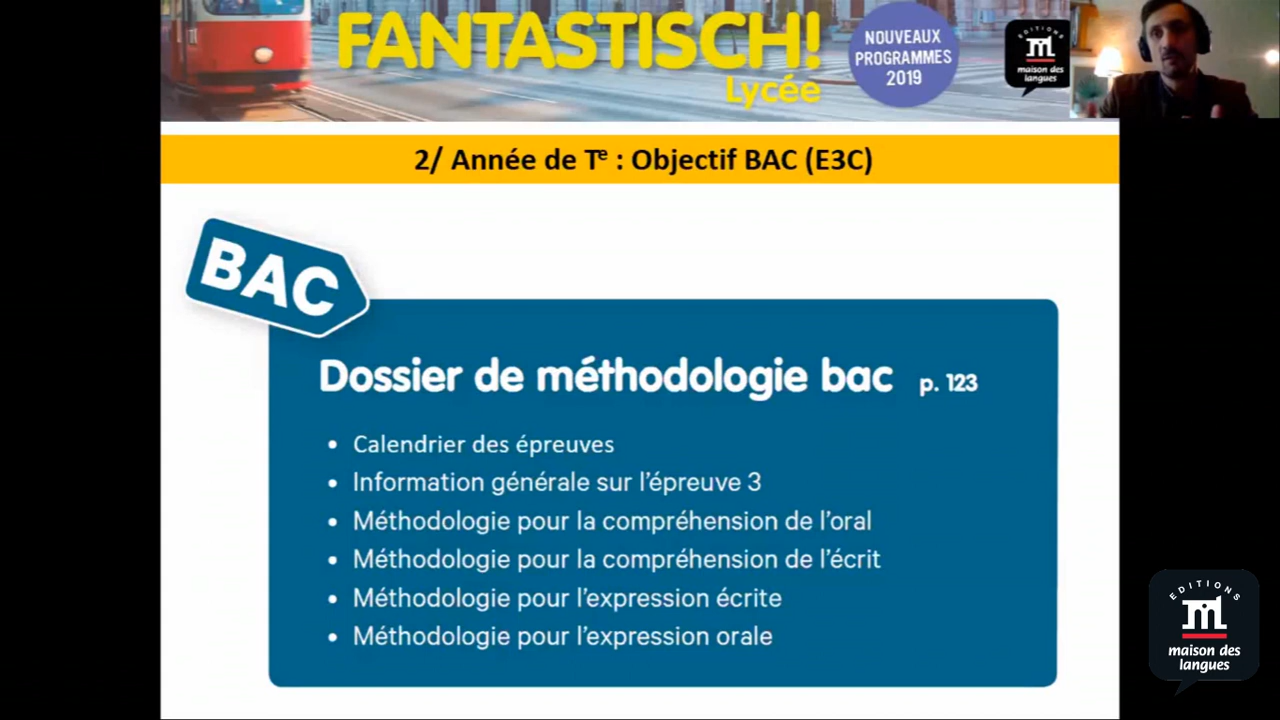 FANTASTISCH!
Lycée
NOUVEAUX
PROGRAMMES
2019
EDITIONS
maison des
langues
2/ Année de Te : Objectif BAC (E3C)
BAC
Dossier de méthodologie bac p. 123
• Calendrier des épreuves
• Information générale sur l'épreuve 3
• Méthodologie pour la compréhension de l'oral
• Méthodologie pour la compréhension de l'écrit
• Méthodologie pour l'expression écrite
• Méthodologie pour l'expression orale
EDITIONS
maison des
langues